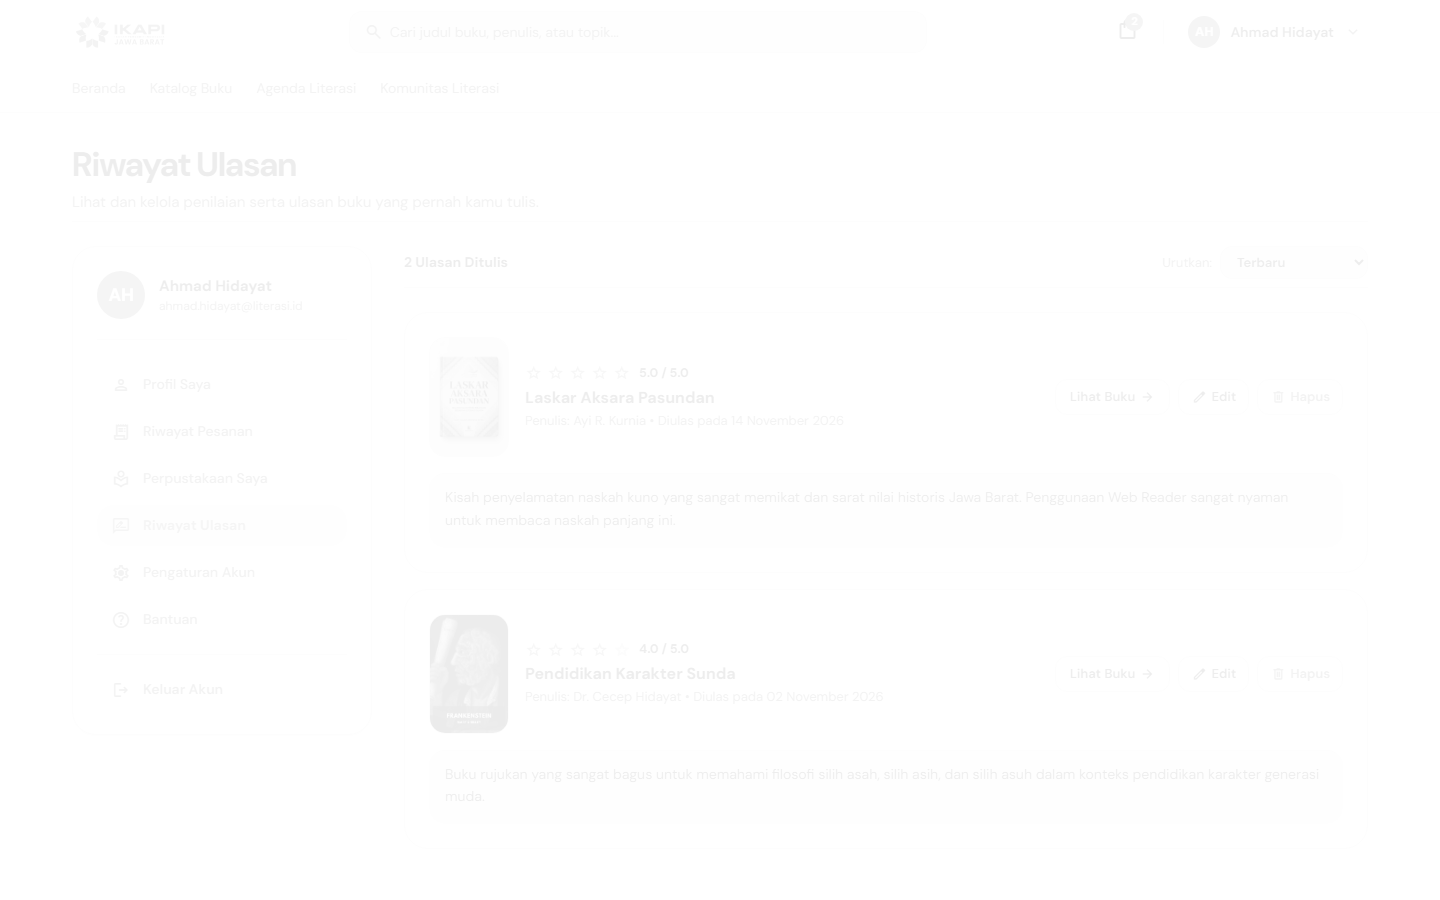 IKAPI
JAWA BARAT
Cari judul buku, penulis, atau topik...
2
AH
Ahmad Hidayat
Beranda
Katalog Buku
Agenda Literasi
Komunitas Literasi
Riwayat Ulasan
Lihat dan kelola penilaian serta ulasan buku yang pernah kamu tulis.
AH
Ahmad Hidayat
ahmad.hidayat@literasi.id
Profil Saya
Riwayat Pesanan
Perpustakaan Saya
Riwayat Ulasan
Pengaturan Akun
Bantuan
Keluar Akun
2 Ulasan Ditulis
Urutkan:
Terbaru
LASKAR
AKSARA
PASUNDAN
5.0 / 5.0
Laskar Aksara Pasundan
Penulis: Ayi R. Kurnia • Diulas pada 14 November 2026
Lihat Buku
Edit
Hapus
Kisah penyelamatan naskah kuno yang sangat memikat dan sarat nilai historis Jawa Barat. Penggunaan Web Reader sangat nyaman
untuk membaca naskah panjang ini.
FRANKENSTEIN
4.0 / 5.0
Pendidikan Karakter Sunda
Penulis: Dr. Cecep Hidayat • Diulas pada 02 November 2026
Lihat Buku
Edit
Hapus
Buku rujukan yang sangat bagus untuk memahami filosofi silih asah, silih asih, dan silih asuh dalam konteks pendidikan karakter generasi
muda.